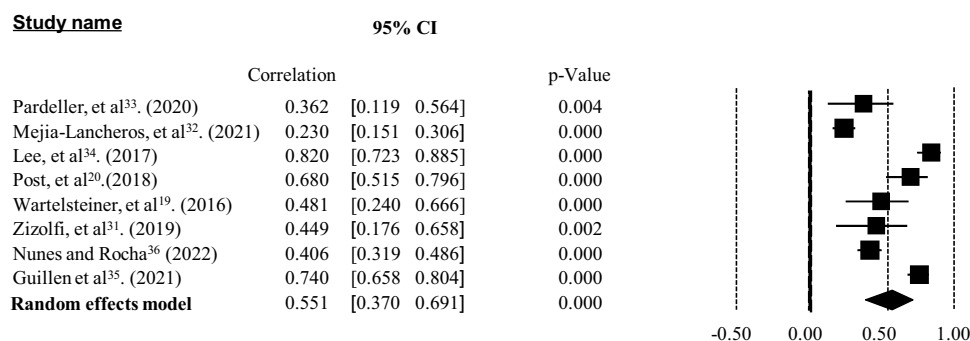 Study name 95% CI
Correlation p-Value
Pardeller, et al³³. (2020) 0.362 [0.119 0.564] 0.004
Mejia-Lancheros, et al³². (2021) 0.230 [0.151 0.306] 0.000
Lee, et al³⁴. (2017) 0.820 [0.723 0.885] 0.000
Post, et al²⁰.(2018) 0.680 [0.515 0.796] 0.000
Wartelsteiner, et al¹⁹. (2016) 0.481 [0.240 0.666] 0.000
Zizolfi, et al³¹. (2019) 0.449 [0.176 0.658] 0.002
Nunes and Rocha³⁶ (2022) 0.406 [0.319 0.486] 0.000
Guillen et al³⁵. (2021) 0.740 [0.658 0.804] 0.000
Random effects model 0.551 [0.370 0.691] 0.000
-0.50 0.00 0.50 1.00